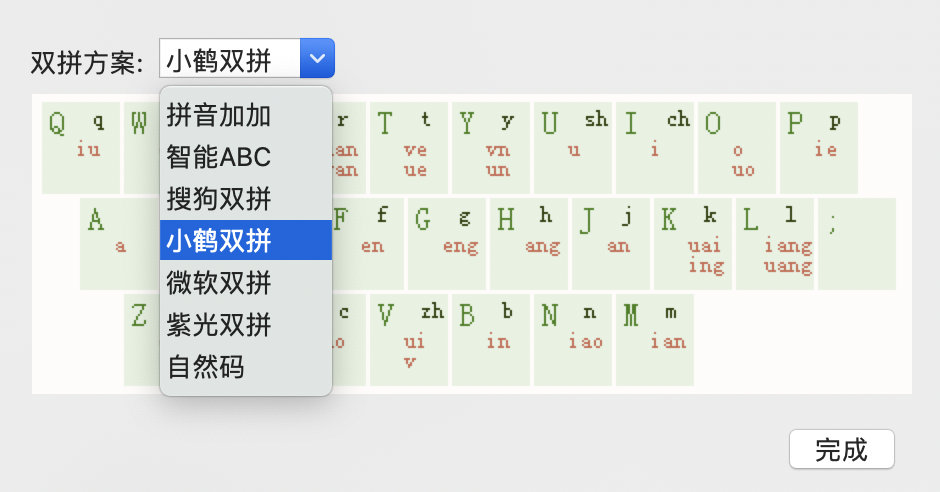 双拼方案: 小鹤双拼
拼音加加
智能ABC
搜狗双拼
小鹤双拼
微软双拼
紫光双拼
自然码
Q q W r T t Y y U sh I ch O P p
iu an ve vn u i o ie
an ue un uo
A F f G g H h J j K k L l ;
a en eng ang an uai iang
ing uang
Z c V zh B b N n M m
o ui in iao ian
v
完成